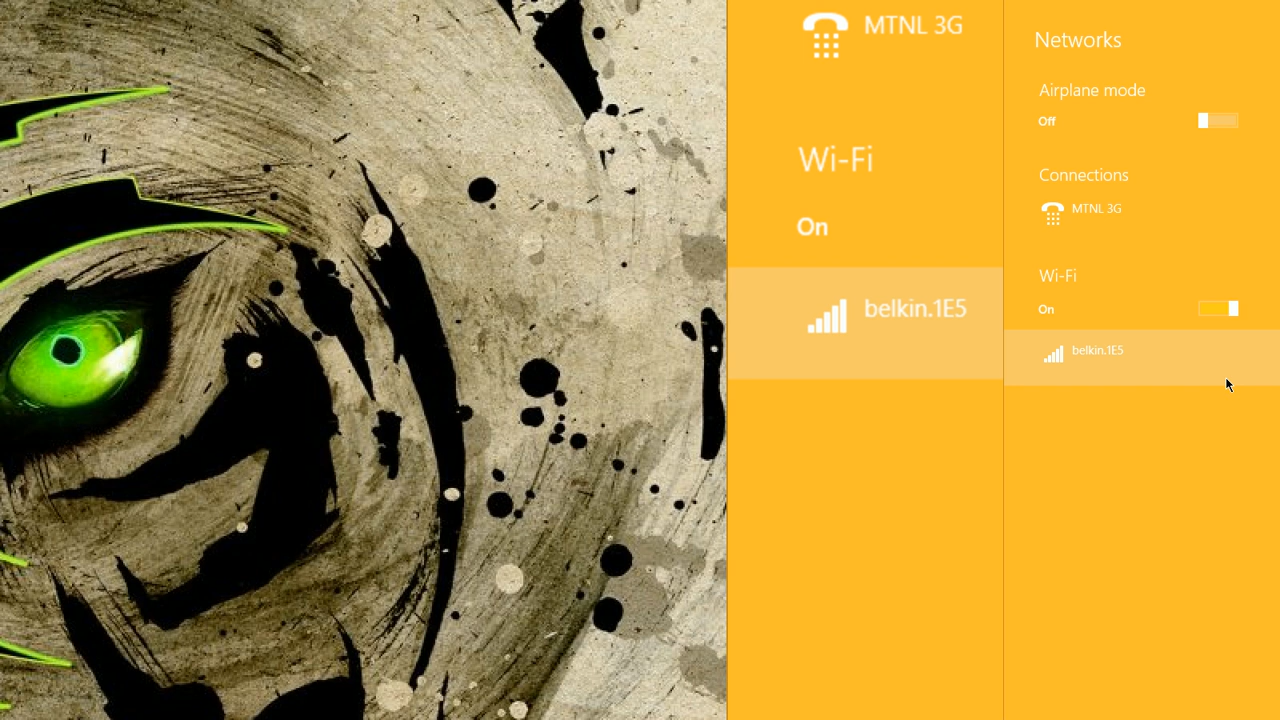 MTNL 3G
Wi-Fi
On
belkin.1E5
Networks
Airplane mode
Off
Connections
MTNL 3G
Wi-Fi
On
belkin.1E5